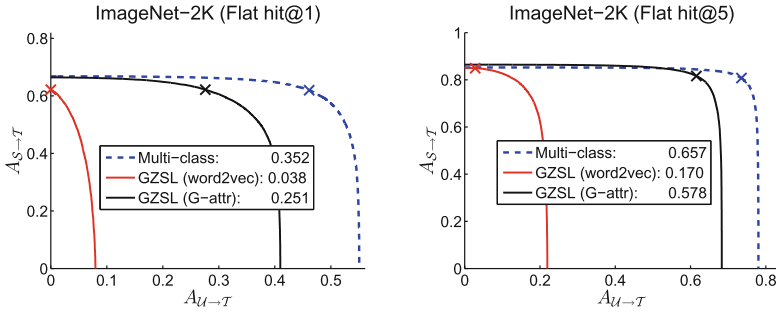 ImageNet−2K (Flat hit@1)
0.8
0.6
0.4
0.2
0
A_{S→T}
Multi−class: 0.352
GZSL (word2vec): 0.038
GZSL (G−attr): 0.251
0 0.1 0.2 0.3 0.4 0.5
A_{U→T}
ImageNet−2K (Flat hit@5)
1
0.8
0.6
0.4
0.2
0
A_{S→T}
Multi−class: 0.657
GZSL (word2vec): 0.170
GZSL (G−attr): 0.578
0 0.2 0.4 0.6 0.8
A_{U→T}